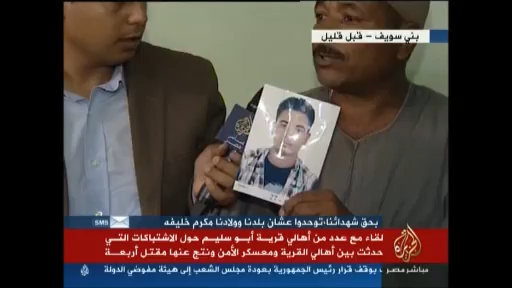 بني سويف - قبل قليل
بحق شهدائنا-توحدوا عشان بلدنا وولادنا مكرم خليفه
SMS
لقاء مع عدد من أهالي قرية أبو سليم حول الاشتباكات التي
حدثت بين أهالي القرية ومعسكر الأمن ونتج عنها مقتل أربعة
الجزيرة
مباشر مصر
بوقف قرار رئيس الجمهورية بعودة مجلس الشعب إلى هيئة مفوضي الدولة